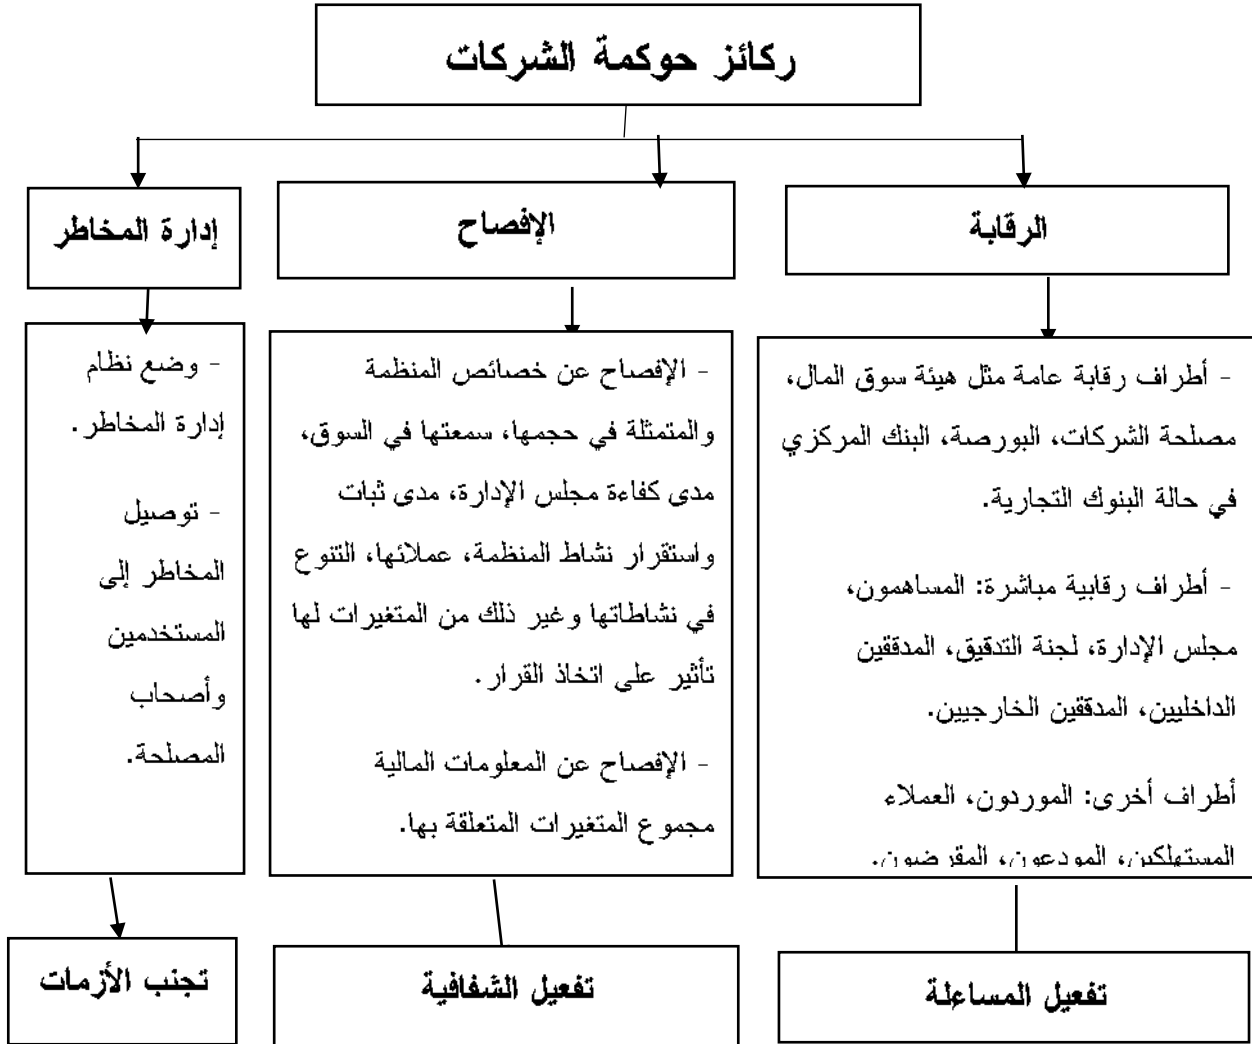 ركائز حوكمة الشركات
الرقابة
الإفصاح
إدارة المخاطر
- أطراف رقابة عامة مثل هيئة سوق المال،
مصلحة الشركات، البورصة، البنك المركزي
في حالة البنوك التجارية.
- أطراف رقابية مباشرة: المساهمون،
مجلس الإدارة، لجنة التدقيق، المدققين
الداخليين، المدققين الخارجيين.
أطراف أخرى: الموردون، العملاء
المستهلكين، المودعون، المقرضون.
- الإفصاح عن خصائص المنظمة
والمتمثلة في حجمها، سمعتها في السوق،
مدى كفاءة مجلس الإدارة، مدى ثبات
واستقرار نشاط المنظمة، عملائها، التنوع
في نشاطاتها وغير ذلك من المتغيرات لها
تأثير على اتخاذ القرار.
- الإفصاح عن المعلومات المالية
مجموع المتغيرات المتعلقة بها.
- وضع نظام
إدارة المخاطر.
- توصيل
المخاطر إلى
المستخدمين
وأصحاب
المصلحة.
تفعيل المساءلة
تفعيل الشفافية
تجنب الأزمات